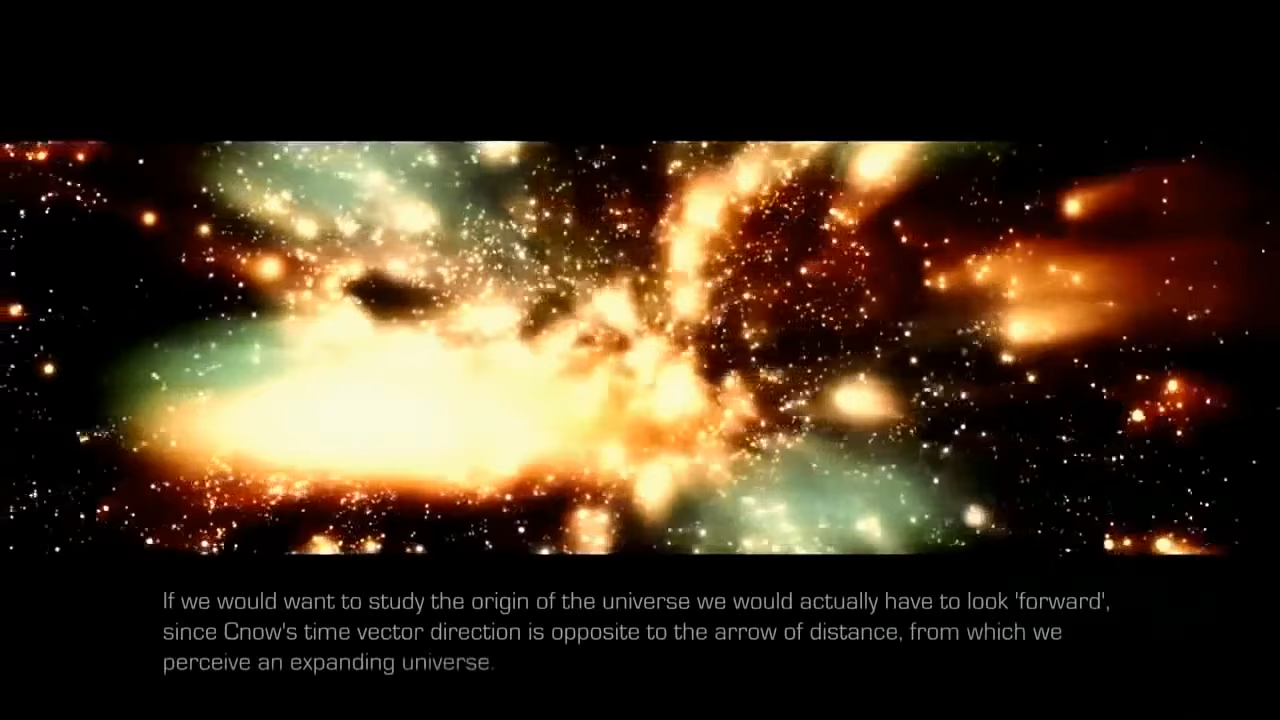 If we would want to study the origin of the universe we would actually have to look 'forward',
since Cnow's time vector direction is opposite to the arrow of distance, from which we
perceive an expanding universe.